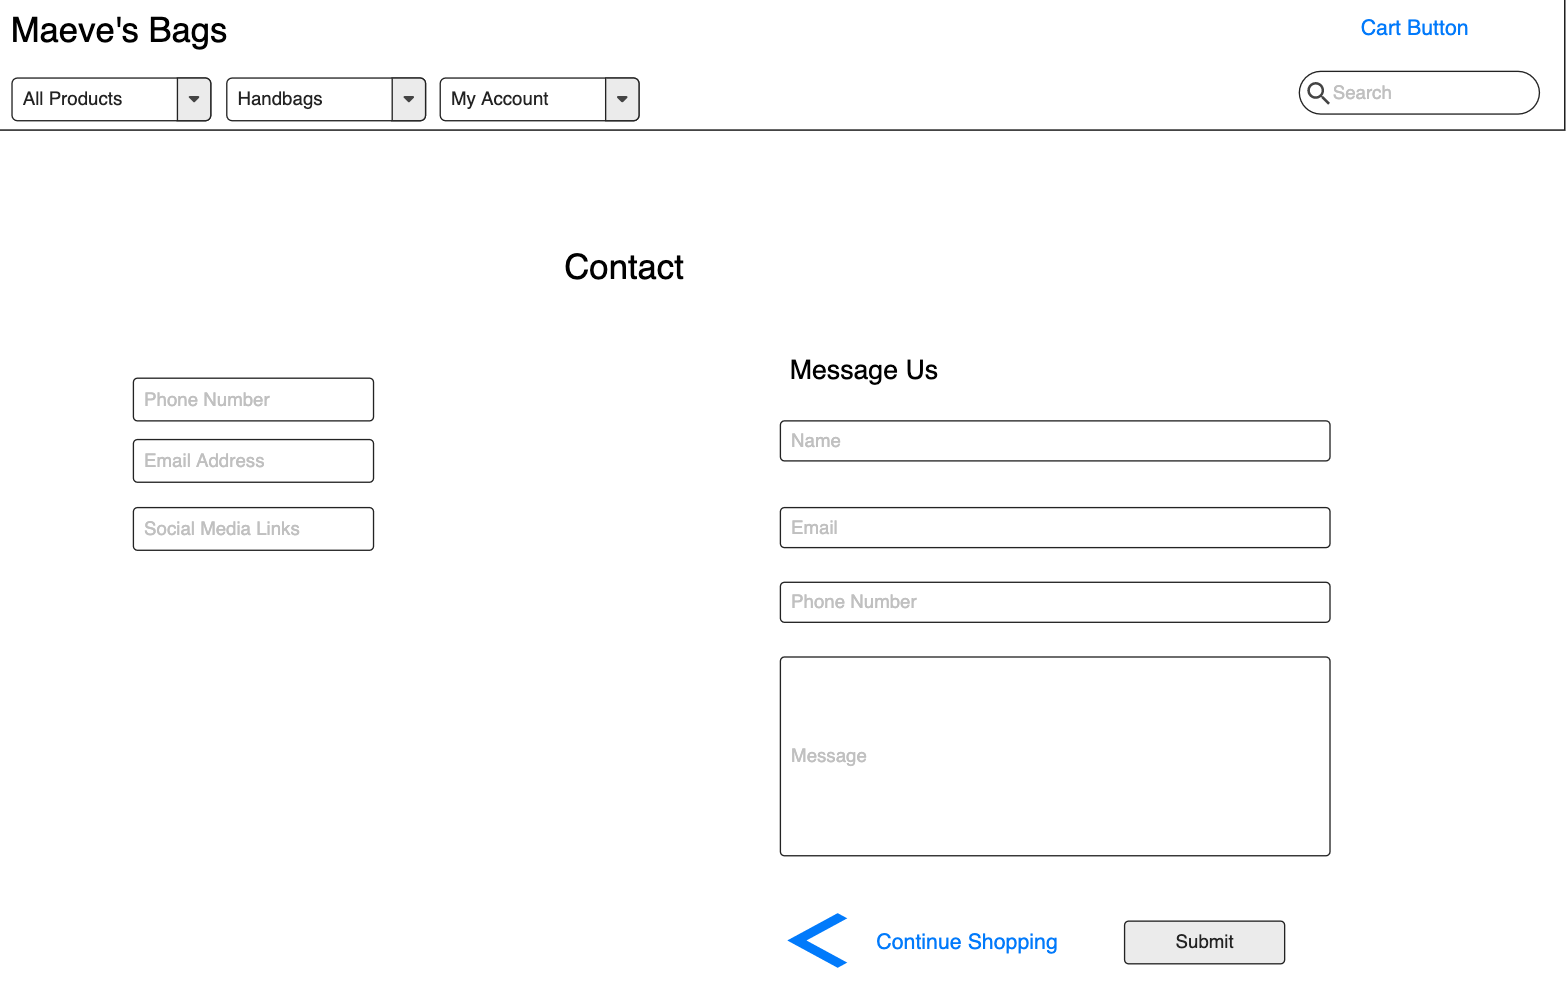 Maeve's Bags
Cart Button
All Products
Handbags
My Account
Search
Contact
Phone Number
Email Address
Social Media Links
Message Us
Name
Email
Phone Number
Message
Continue Shopping
Submit